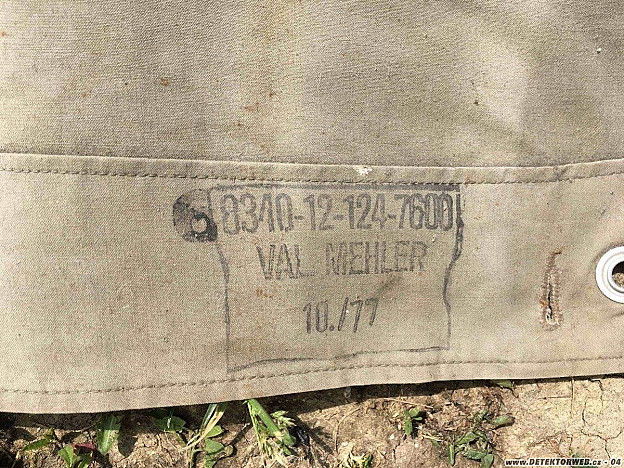 8340-12-124-7600
VAL. MEHLER
10./77
WWW.DETEKTORWEB.CZ - 04